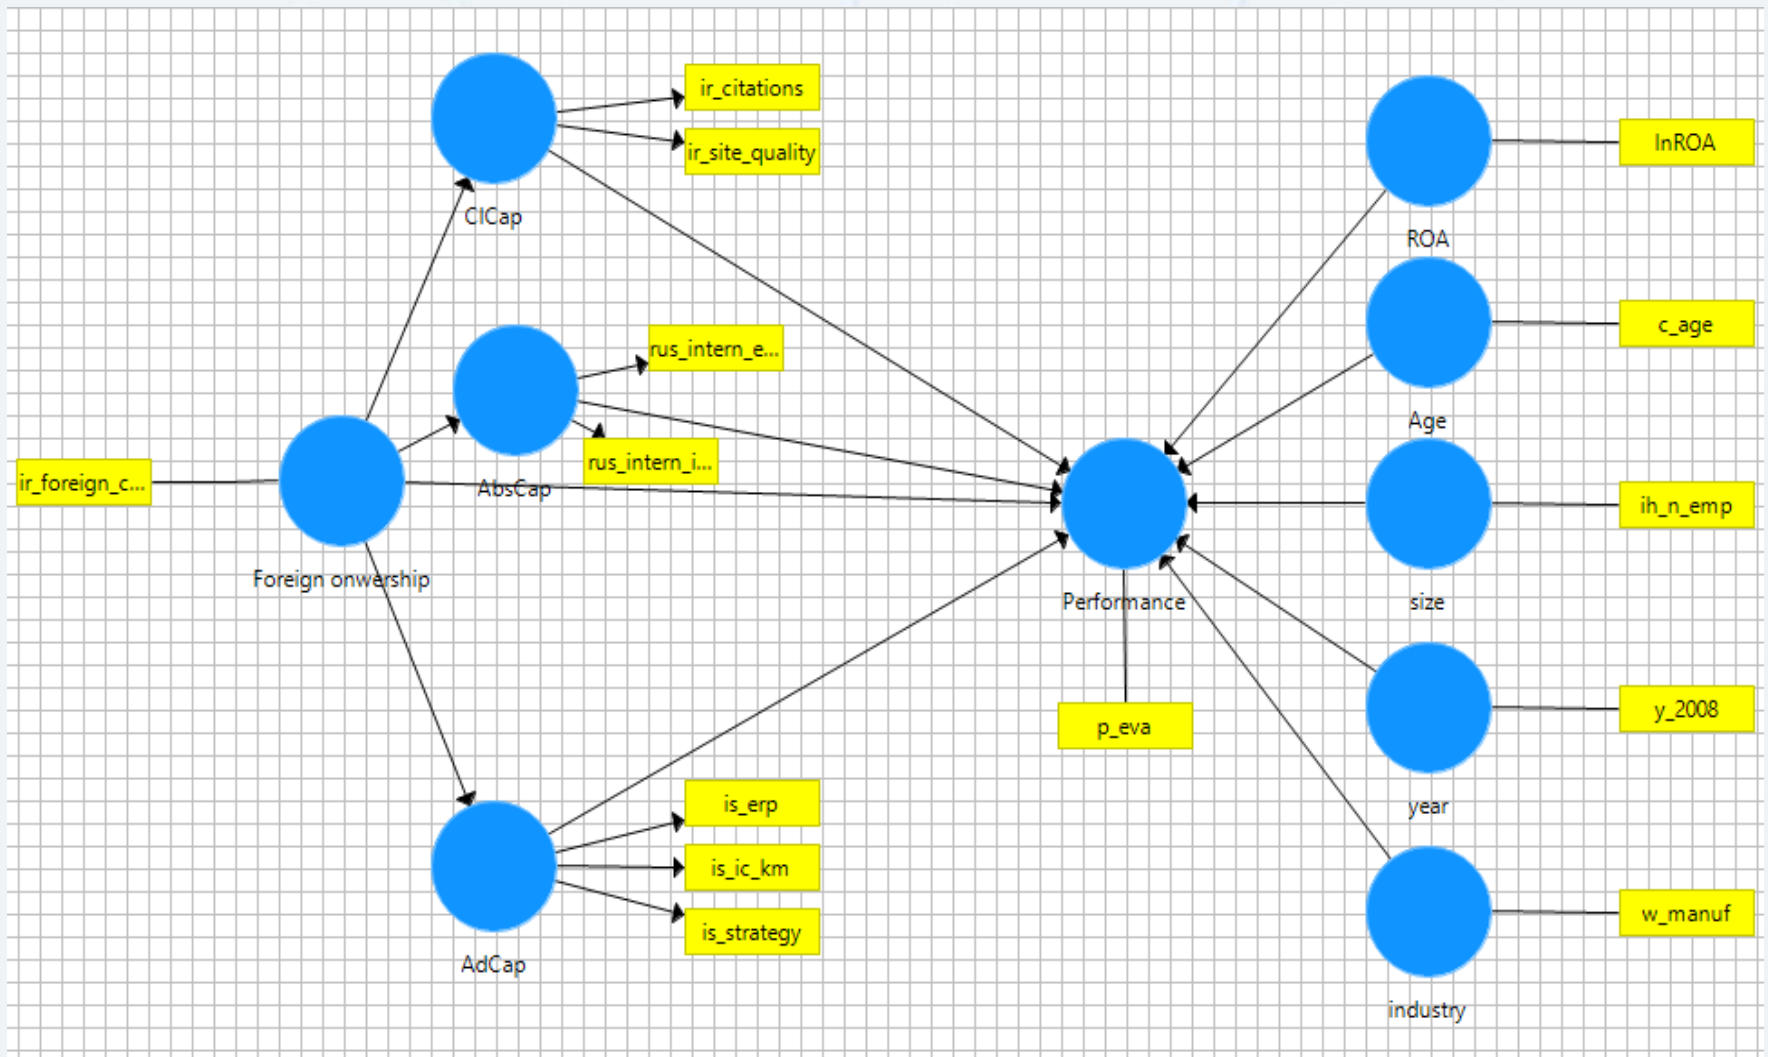 ir_citations
ir_site_quality
ClCap
rus_intern_e...
rus_intern_i...
AbsCap
ir_foreign_c...
Foreign onwership
is_erp
is_ic_km
is_strategy
AdCap
Performance
p_eva
lnROA
ROA
c_age
Age
ih_n_emp
size
y_2008
year
w_manuf
industry